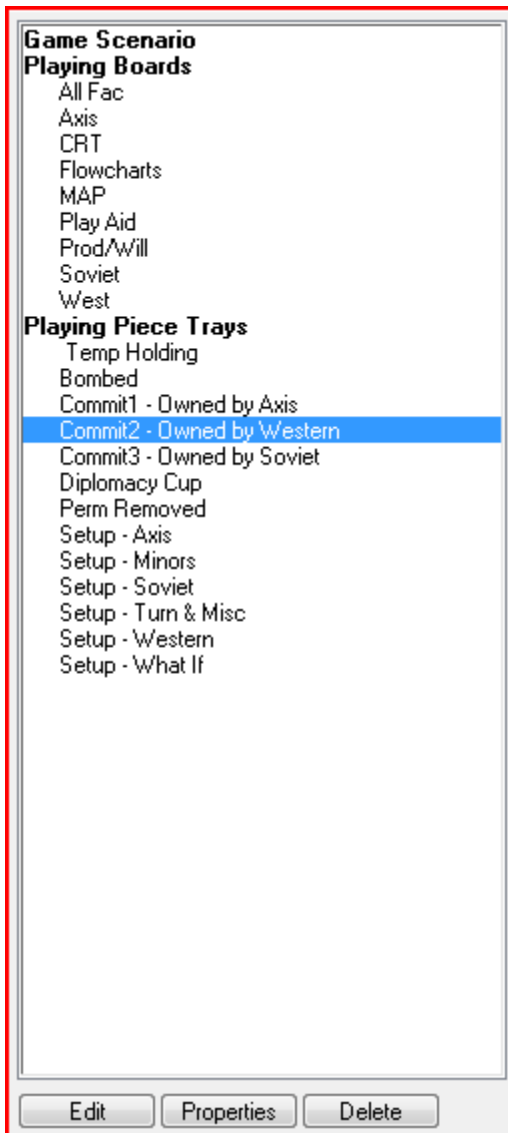 Game Scenario
Playing Boards
All Fac
Axis
CRT
Flowcharts
MAP
Play Aid
Prod/Will
Soviet
West
Playing Piece Trays
Temp Holding
Bombed
Commit1 - Owned by Axis
Commit2 - Owned by Western
Commit3 - Owned by Soviet
Diplomacy Cup
Perm Removed
Setup - Axis
Setup - Minors
Setup - Soviet
Setup - Turn & Misc
Setup - Western
Setup - What If
Edit Properties Delete